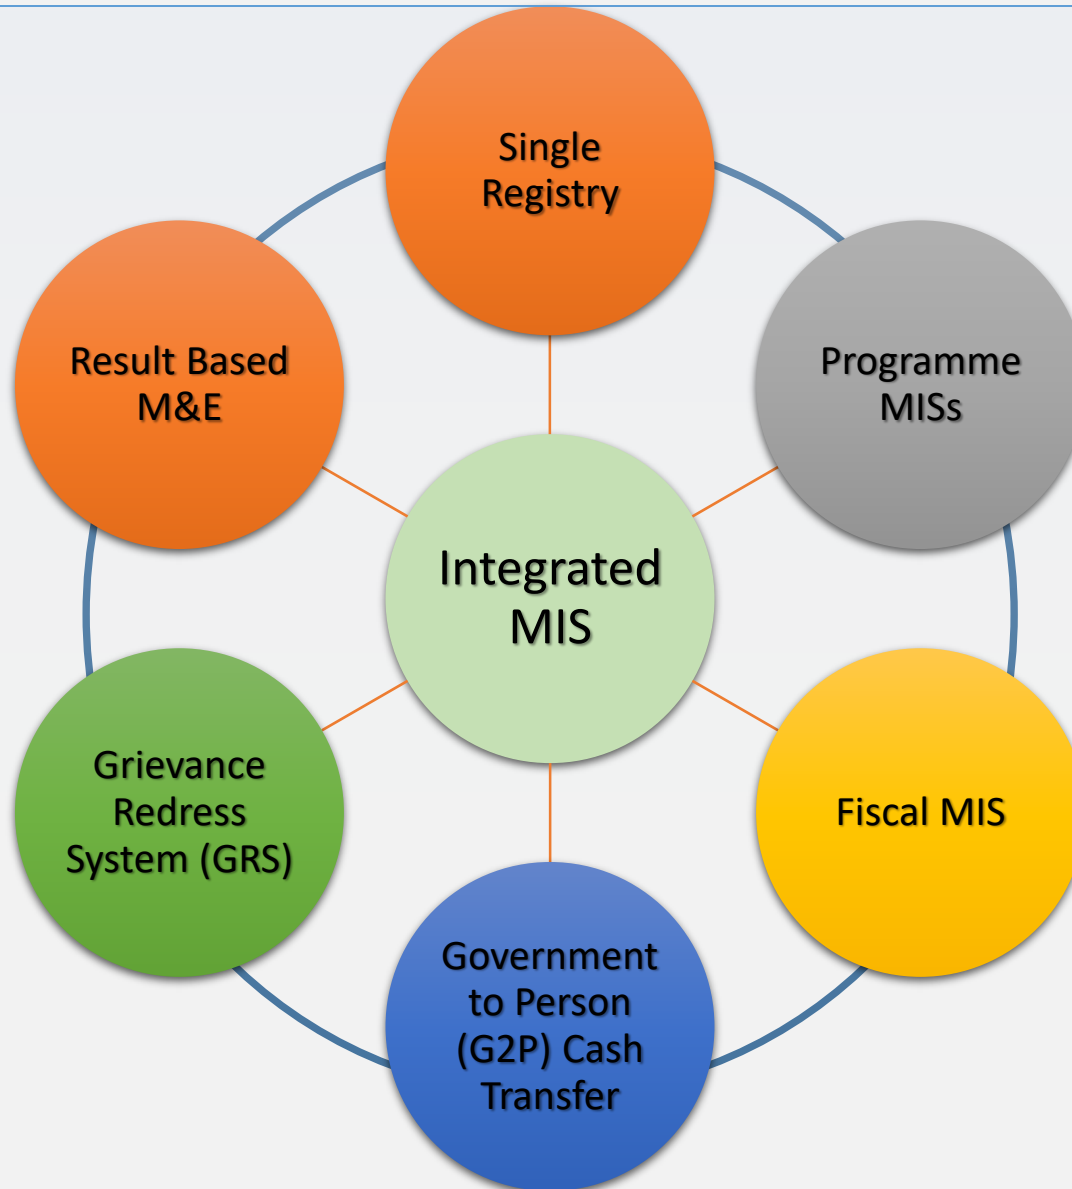 Single
Registry
Programme
MISs
Fiscal MIS
Government
to Person
(G2P) Cash
Transfer
Grievance
Redress
System (GRS)
Result Based
M&E
Integrated
MIS